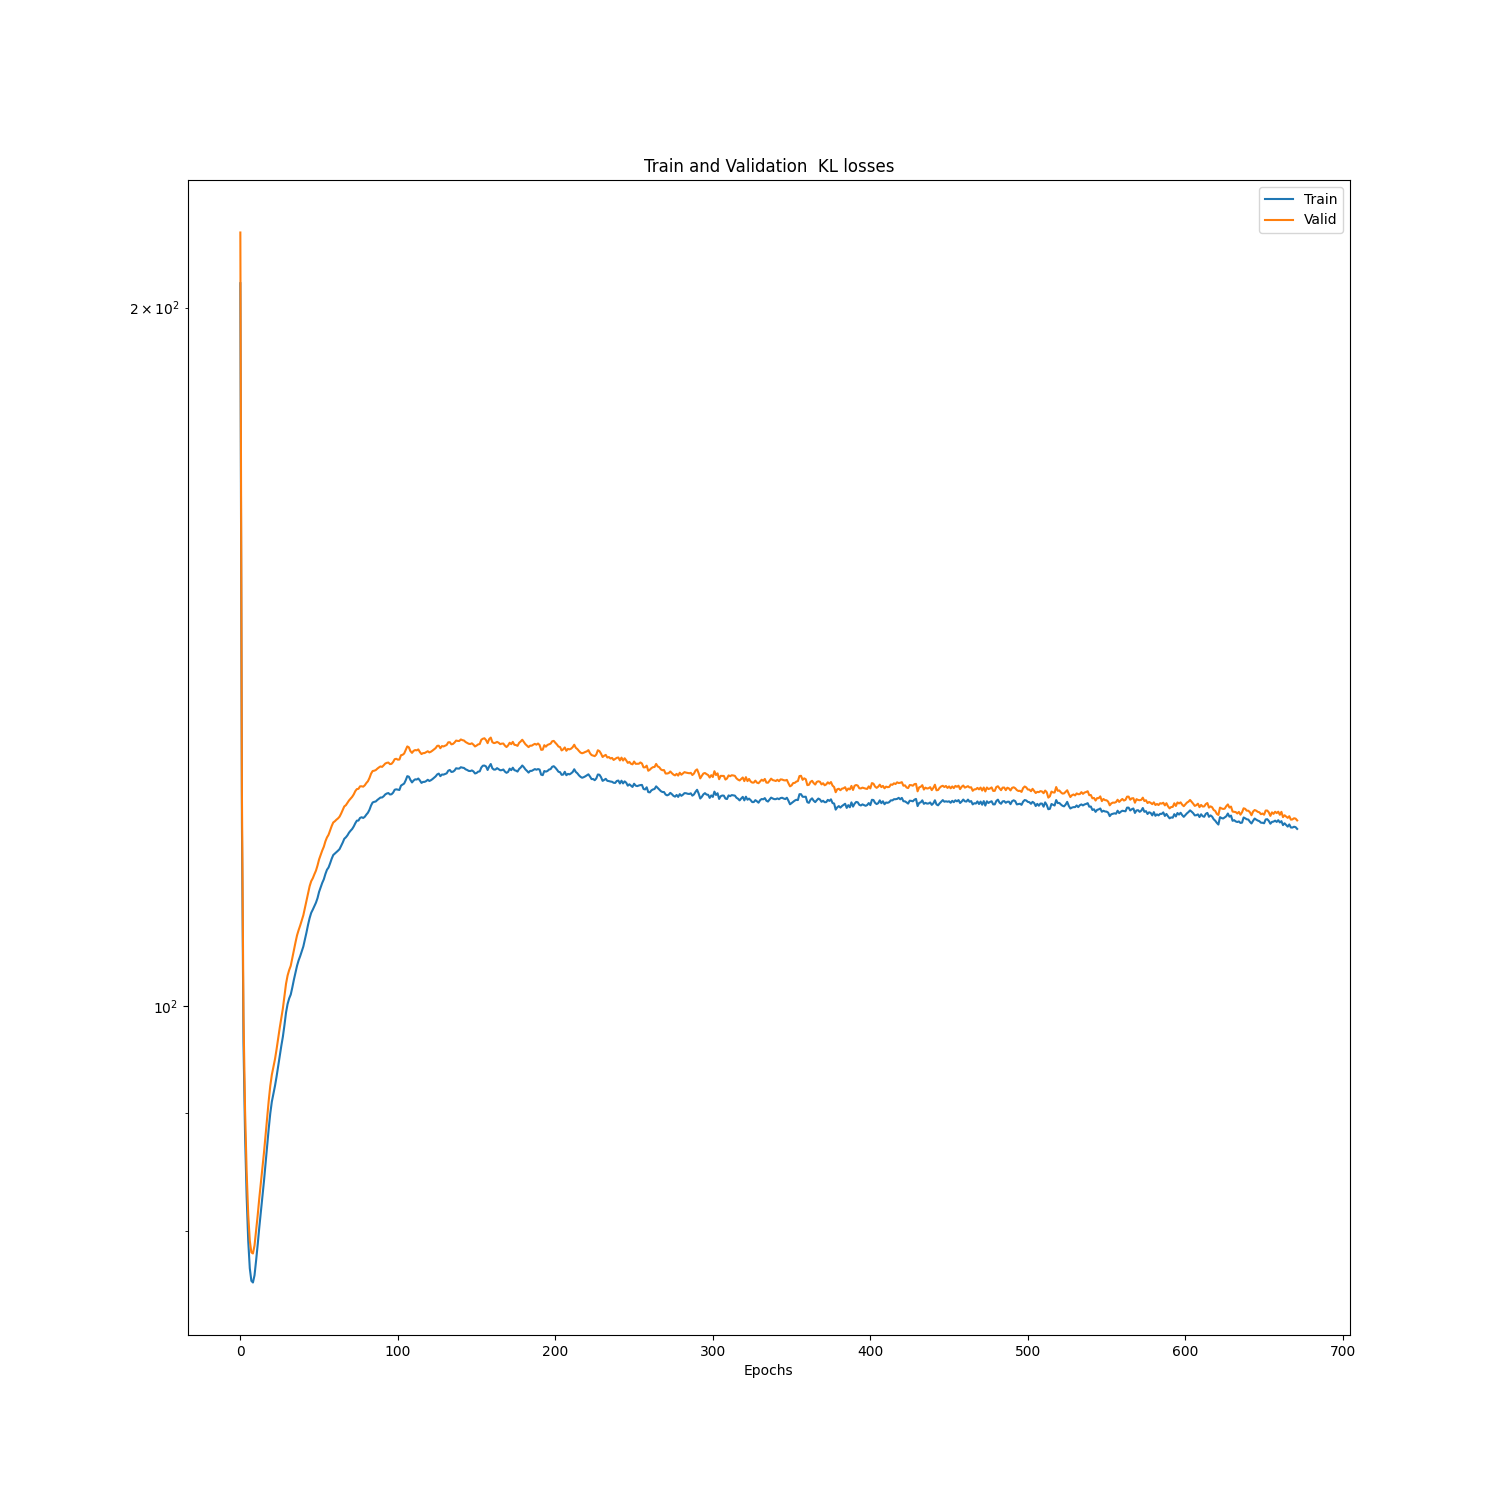 Train and Validation  KL losses
Train
Valid
2 × 10²
10²
0 100 200 300 400 500 600 700
Epochs